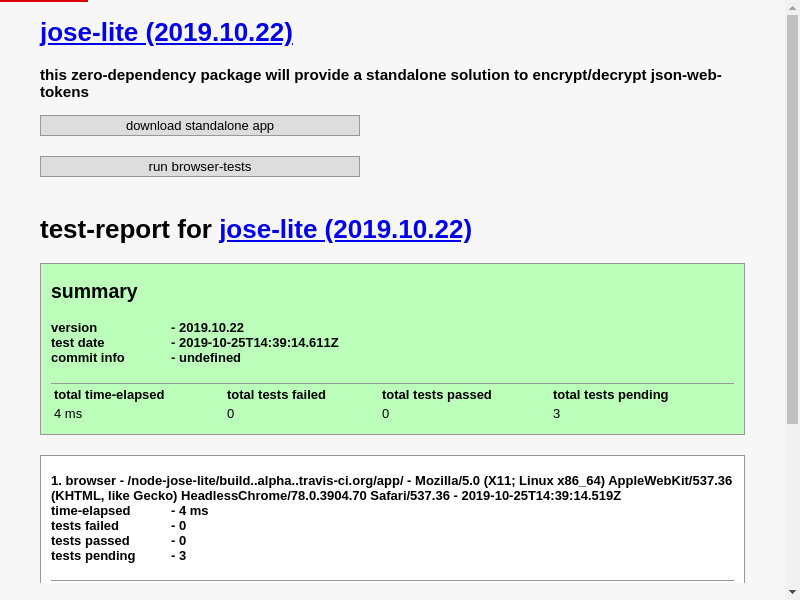 jose-lite (2019.10.22)
this zero-dependency package will provide a standalone solution to encrypt/decrypt json-web-
tokens
download standalone app
run browser-tests
test-report for jose-lite (2019.10.22)
summary
version - 2019.10.22
test date - 2019-10-25T14:39:14.611Z
commit info - undefined
total time-elapsed total tests failed total tests passed total tests pending
4 ms 0 0 3
1. browser - /node-jose-lite/build..alpha..travis-ci.org/app/ - Mozilla/5.0 (X11; Linux x86_64) AppleWebKit/537.36
(KHTML, like Gecko) HeadlessChrome/78.0.3904.70 Safari/537.36 - 2019-10-25T14:39:14.519Z
time-elapsed - 4 ms
tests failed - 0
tests passed - 0
tests pending - 3